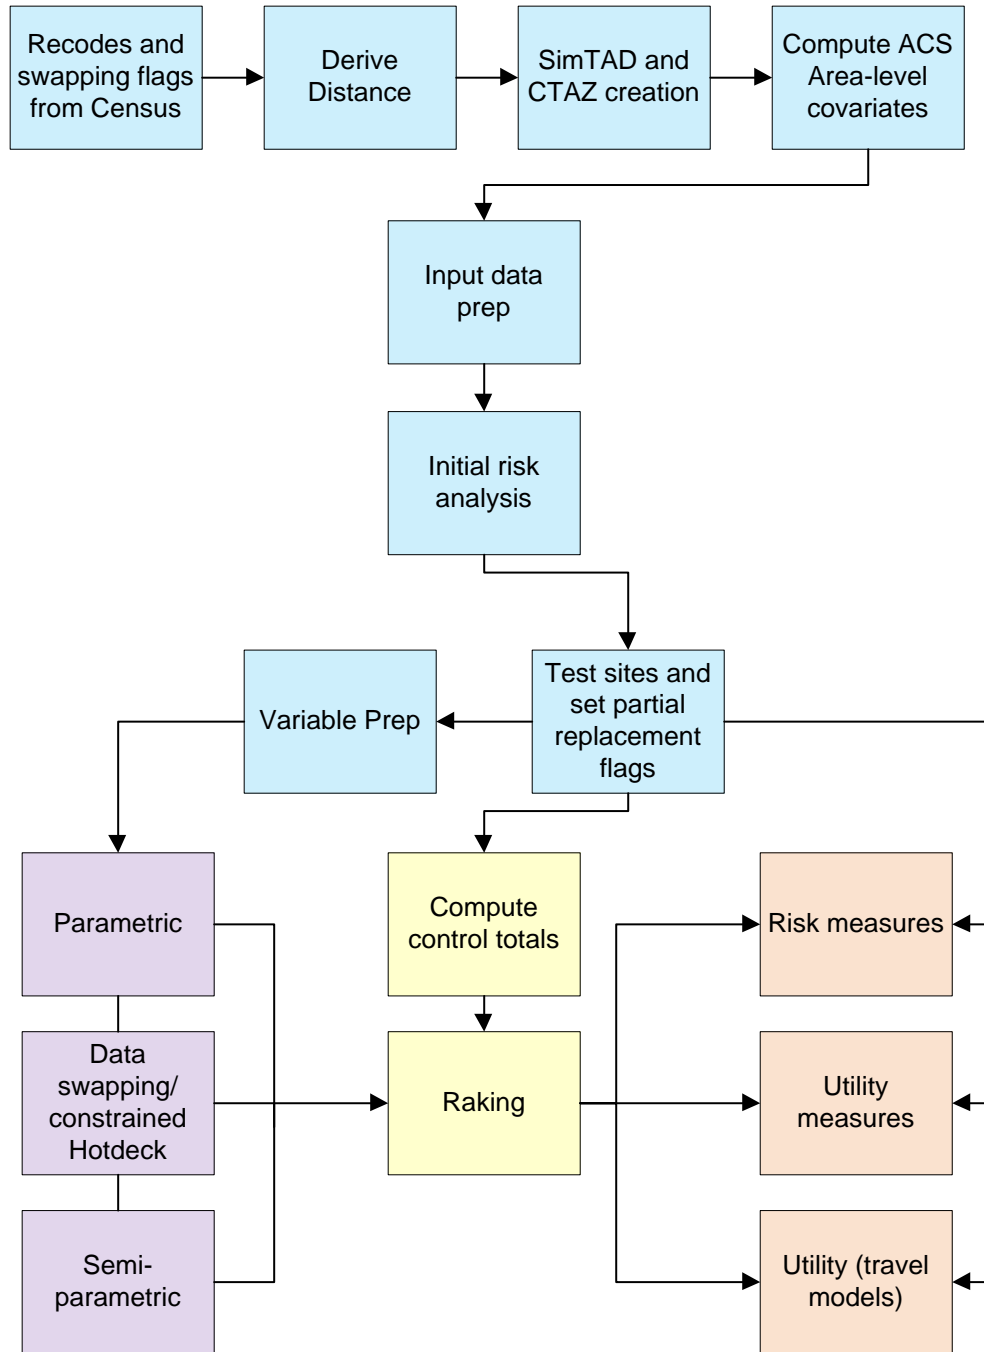 Recodes and
swapping flags
from Census
Derive
Distance
SimTAD and
CTAZ creation
Compute ACS
Area-level
covariates
Input data
prep
Initial risk
analysis
Variable Prep
Test sites and
set partial
replacement
flags
Parametric
Compute
control totals
Risk measures
Data
swapping/
constrained
Hotdeck
Raking
Utility
measures
Semi-
parametric
Utility (travel
models)